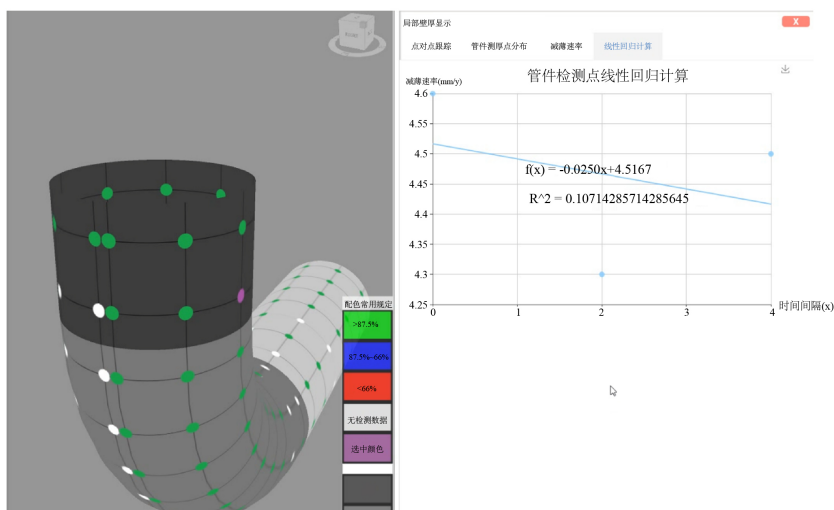 局部壁厚显示
X
点对点跟踪 管件测厚点分布 减薄速率 线性回归计算
管件检测点线性回归计算
减薄速率(mm/y)
4.6
4.55
4.5
4.45
4.4
4.35
4.3
4.25
f(x) = -0.0250x+4.5167
R^2 = 0.10714285714285645
0 1 2 3 4
时间间隔(x)
配色常用规定
>87.5%
87.5%-66%
<66%
无检测数据
选中颜色